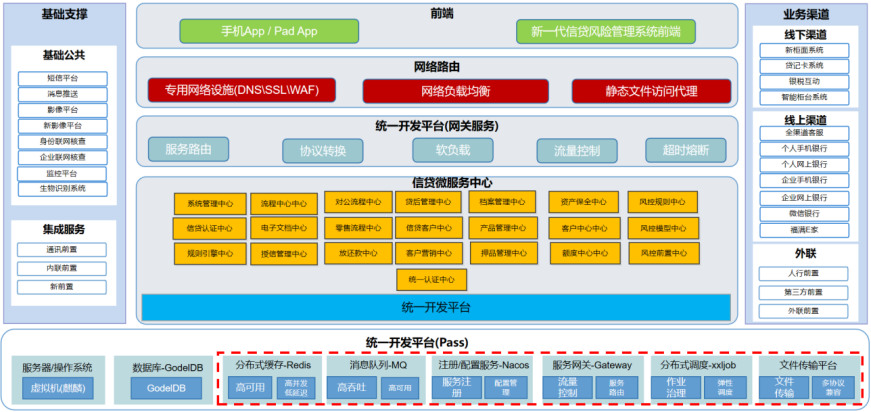 基础支撑
基础公共
短信平台
消息推送
影像平台
新影像平台
身份联网核查
企业联网核查
监控平台
生物识别系统
集成服务
通讯前置
内联前置
新前置
前端
手机App / Pad App
新一代信贷风险管理系统前端
网络路由
专用网络设施(DNS\SSL\WAF)
网络负载均衡
静态文件访问代理
统一开发平台(网关服务)
服务路由
协议转换
软负载
流量控制
超时熔断
信贷微服务中心
系统管理中心
流程中心中心
对公流程中心
贷后管理中心
档案管理中心
资产保全中心
风控规则中心
信贷认证中心
电子文档中心
零售流程中心
信贷客户中心
产品管理中心
客户中心中心
风控模型中心
规则引擎中心
授信管理中心
放还款中心
客户营销中心
押品管理中心
额度中心中心
风控前置中心
统一认证中心
统一开发平台
业务渠道
线下渠道
新柜面系统
贷记卡系统
银税互动
智能柜台系统
线上渠道
全渠道客服
个人手机银行
个人网上银行
企业手机银行
企业网上银行
微信银行
福满E家
外联
人行前置
第三方前置
外联前置
统一开发平台(Pass)
服务器/操作系统
虚拟机(麒麟)
数据库-GodelDB
GodelDB
分布式缓存-Redis
高可用
高并发
低延迟
消息队列-MQ
高吞吐
高可用
注册/配置服务-Nacos
服务注
册
配置管
理
服务网关-Gateway
流量
控制
服务
路由
分布式调度-xxljob
作业
治理
弹性
调度
文件传输平台
文件
传输
多协议
兼容